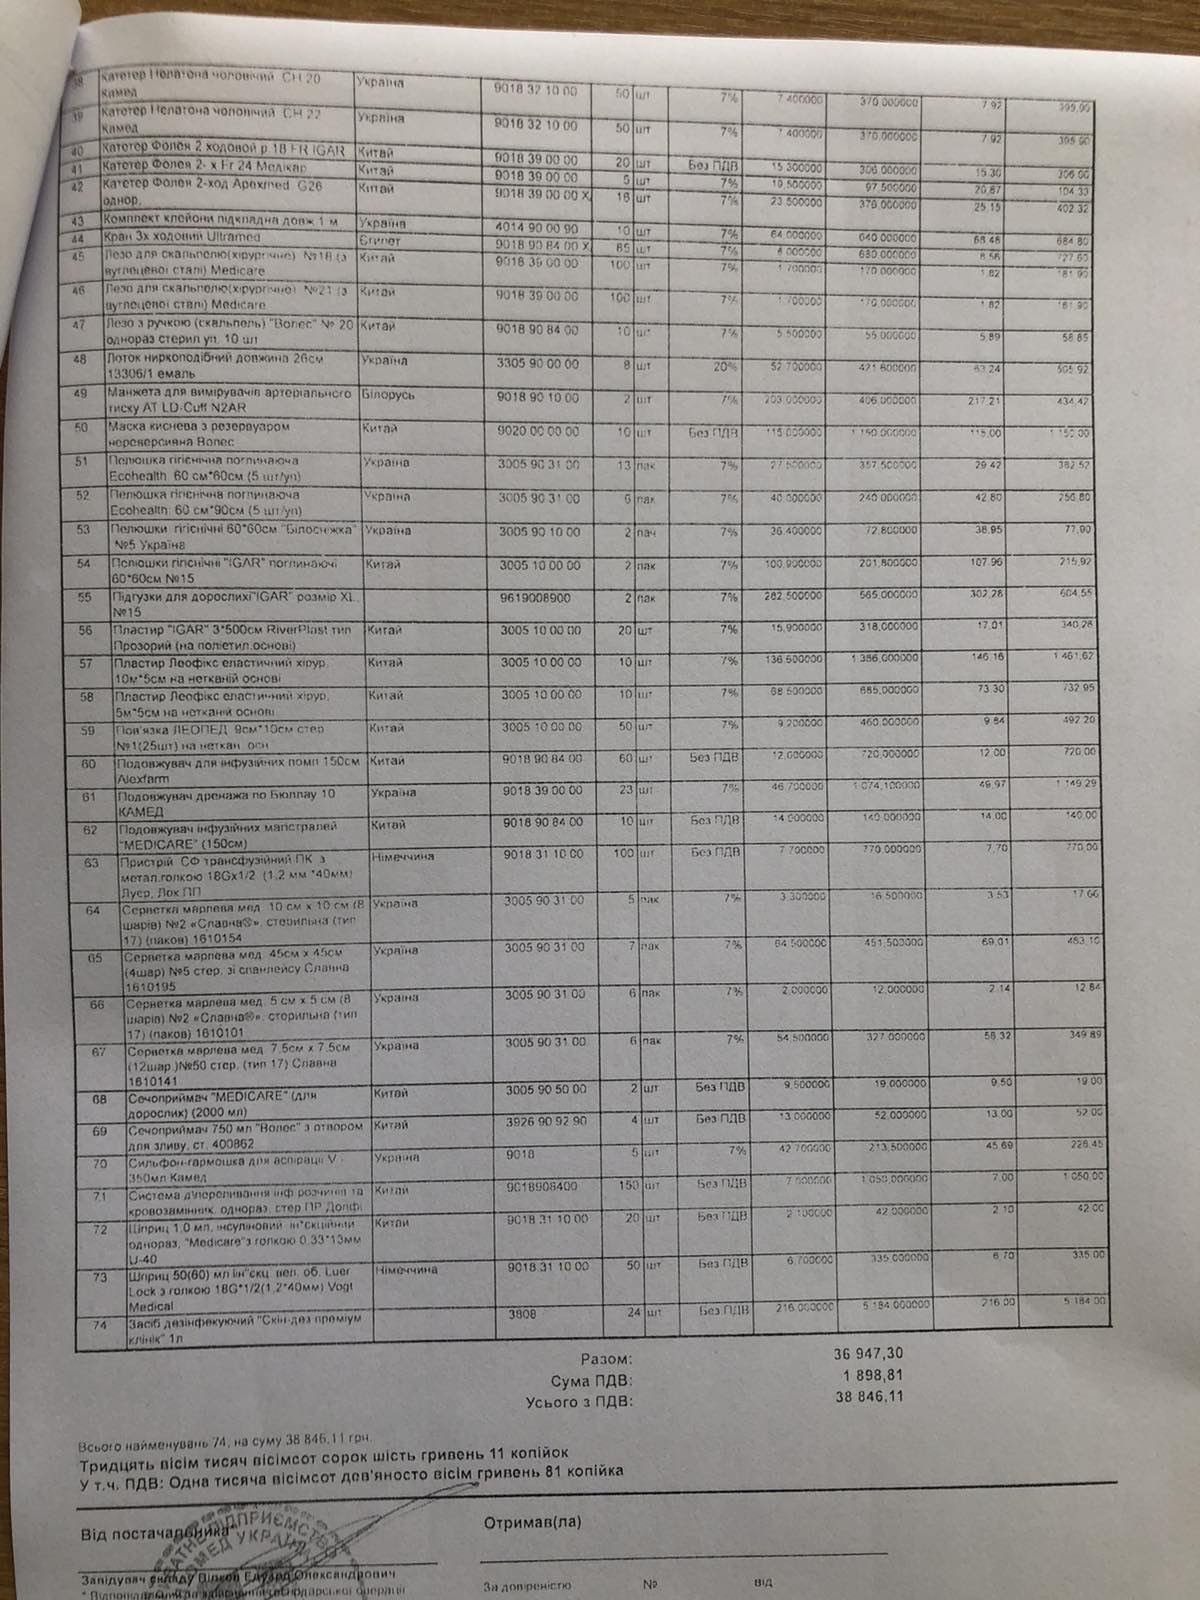 38 Катетер Нелатона чоловічий CH 20 Україна 9018 32 10 00 50 шт 7% 7 400000 370 000000 7 92 395,90
Камед
39 Катетер Нелатона чоловічий CH 22 Україна 9018 32 10 00 50 шт 7% 7 400000 370,000000 7.92 395 90
Камед
40 Катетер Фолея 2 ходовой р.18 FR IGAR Китай 9018 39 00 00 20 шт Без ПДВ 15 300000 306 000000 15.30 306 00
41 Катетер Фолея 2- х Fr 24 Медікар Китай 9018 39 00 00 5 шт 7% 19,500000 97,500000 20,87 104 33
42 Катетер Фолея 2-ход Apexmed G26 Китай 9018 39 00 00 X 16 шт 7% 23 500000 376,000000 25,15 402 32
однор,
43 Комплект клейони підкладна довж 1 м Україна 4014 90 00 90 10 шт 7% 64 000000 640 000000 68 48 684 80
44 Кран 3х ходовий Ultramed Єгипет 9018 90 84 00 X 85 шт 7% 8 000000 680 000000 8 56 727 60
45 Лезо для скальпелю(хірургічно) №18 (з Китай 9018 39 00 00 100 шт 7% 1 700000 170 000000 1,82 181 90
вуглецевої сталі) Medicare
46 Лезо для скальпелю(хірургічно) №21 (з Китай 9018 39 00 00 100 шт 7% 1 700000 170,000000 1 82 181 90
вуглецевої сталі) Medicare
47 Лезо з ручкою (скальпель) "Волес" № 20 Китай 9018 90 84 00 10 шт 7% 5 500000 55 000000 5,89 58 85
однораз стерил уп. 10 шт
48 Лоток ниркоподібний довжина 26см Україна 3305 90 00 00 8 шт 20% 52 700000 421 600000 63 24 505 92
13306/1 емаль
49 Манжета для вимірувачів артеріального Білорусь 9018 90 10 00 2 шт 7% 203 000000 406,000000 217,21 434,42
тиску AT LD-Cuff N2AR
50 Маска киснева з резервуаром Китай 9020 00 00 00 10 шт Без ПДВ 115 000000 1 150 000000 115,00 1 150,00
нереверсивна Волес
51 Пелюшка гігієнічна поглинаюча Україна 3005 90 31 00 13 пак 7% 27 500000 357,500000 29 42 382 52
Ecohealth 60 см*60см (5 шт/уп)
52 Пелюшка гігієнічна поглинаюча Україна 3005 90 31 00 6 пак 7% 40 000000 240 000000 42,80 256 80
Ecohealth 60 см*90см (5 шт/уп)
53 Пелюшки гігієнічні 60*60см "Білосніжка" Україна 3005 90 10 00 2 пач 7% 36 400000 72,800000 38,95 77,90
№5 Україна
54 Пелюшки гігієнічні "IGAR" поглинаючі Китай 3005 10 00 00 2 пак 7% 100,900000 201,800000 107,96 215,92
60*60см №15
55 Підгузки для дорослих"IGAR" розмір XL, 9619008900 2 пак 7% 282,500000 565,000000 302,28 604,55
№15
56 Пластир "IGAR" 3*500см RiverPlast тип Китай 3005 10 00 00 20 шт 7% 15,900000 318,000000 17.01 340,26
Прозорий (на поліетил.основі)
57 Пластир Леофікс еластичний хірур, Китай 3005 10 00 00 10 шт 7% 136 600000 1 366,000000 146,16 1 461,62
10м*5см на нетканій основі
58 Пластир Леофікс еластичний хірур, Китай 3005 10 00 00 10 шт 7% 68 500000 685,000000 73,30 732 95
5м*5см на нетканій основі
59 Пов'язка ЛЕОПЕД 9см*10см стер Китай 3005 10 00 00 50 шт 7% 9 200000 460,000000 9,84 492,20
№1(25шт) на неткан. осн
60 Подовжувач для інфузійних помп 150см Китай 9018 90 84 00 60 шт Без ПДВ 12,000000 720,000000 12,00 720,00
Alexfarm
61 Подовжувач дренажа по Бюллау 10 Україна 9018 39 00 00 23 шт 7% 46 700000 1 074,100000 49,97 1 149,29
КАМЕД
62 Подовжувач інфузійних магістралей Китай 9018 90 84 00 10 шт Без ПДВ 14,000000 140,000000 14,00 140,00
"MEDICARE" (150см)
63 Пристрій СФ трансфузійний ПК з Німеччина 9018 31 10 00 100 шт Без ПДВ 7 700000 770,000000 7,70 770,00
метал.голкою 18Gx1/2 (1,2 мм *40мм)
Луер, Лок ПП
64 Серветка марлева мед 10 см х 10 см (8 Україна 3005 90 31 00 5 пак 7% 3 300000 16,500000 3,53 17 66
шарів) №2 «Славна®», стерильна (тип
17) (паков) 1610154
65 Серветка марлева мед 45см х 45см Україна 3005 90 31 00 7 пак 7% 64,500000 451,500000 69,01 483,10
(4шар) №5 стер. зі спанлейсу Славна
1610195
66 Серветка марлева мед. 5 см х 5 см (8 Україна 3005 90 31 00 6 пак 7% 2,000000 12,000000 2 14 12 84
шарів) №2 «Славна®», стерильна (тип
17) (паков) 1610101
67 Серветка марлева мед 7,5см х 7,5см Україна 3005 90 31 00 6 пак 7% 54,500000 327 000000 58,32 349,89
(12шар.)№50 стер. (тип 17) Славна
1610141
68 Сечоприймач "MEDICARE" (для Китай 3005 90 50 00 2 шт Без ПДВ 9,500000 19,000000 9,50 19 00
дорослих) (2000 мл)
69 Сечоприймач 750 мл "Волес" з отвором Китай 3926 90 92 90 4 шт Без ПДВ 13 000000 52,000000 13,00 52 00
для зливу, ст. 400862
70 Сильфон-гармошка для аспірації V - Україна 9018 5 шт 7% 42 700000 213,500000 45 69 228,45
350мл Камед
71 Система д/переливання інф розчинів та Китай 9018908400 150 шт Без ПДВ 7 000000 1 050,000000 7,00 1 050,00
кровозамінник. однораз. стер ПР Долфі
72 Шприц 1,0 мл, інсуліновий ін"єкційний Китай 9018 31 10 00 20 шт Без ПДВ 2 100000 42 000000 2 10 42 00
однораз, "Medicare"з голкою 0,33*13мм
U-40
73 Шприц 50(60) мл ін"єкц. вел. об. Luer Німеччина 9018 31 10 00 50 шт Без ПДВ 6,700000 335,000000 6 70 335 00
Lock з голкою 18G*1/2(1,2*40мм) Vogt
Medical
74 Засіб дезінфекуючий "Скін-дез преміум 3808 24 шт Без ПДВ 216,000000 5 184 000000 216,00 5 184 00
клінік" 1л
Разом: 36 947,30
Сума ПДВ: 1 898,81
Усього з ПДВ: 38 846,11
Всього найменувань 74, на суму 38 846,11 грн.
Тридцять вісім тисяч вісімсот сорок шість гривень 11 копійок
У т.ч. ПДВ: Одна тисяча вісімсот дев'яносто вісім гривень 81 копійка
Від постачальника* Отримав(ла)
Завідувач складу Едуард Олександрович
За довіреністю № від